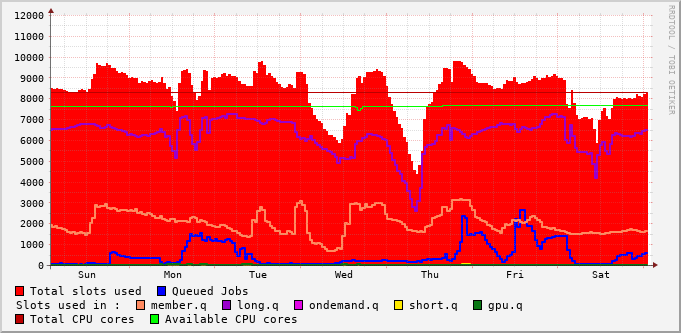 RRDTOOL / TOBI OETIKER
12000
11000
10000
9000
8000
7000
6000
5000
4000
3000
2000
1000
0
Sun Mon Tue Wed Thu Fri Sat
Total slots used Queued Jobs
Slots used in : member.q long.q ondemand.q short.q gpu.q
Total CPU cores Available CPU cores